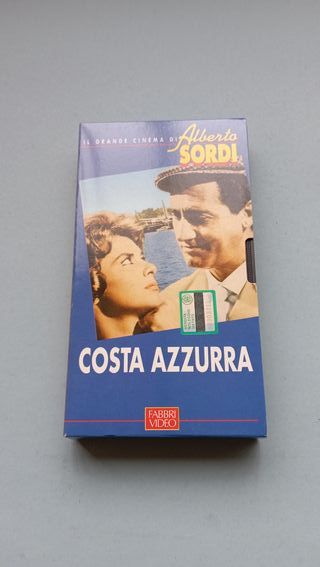 IL GRANDE CINEMA DI
Alberto
SORDI
COSTA AZZURRA
FABBRI
VIDEO